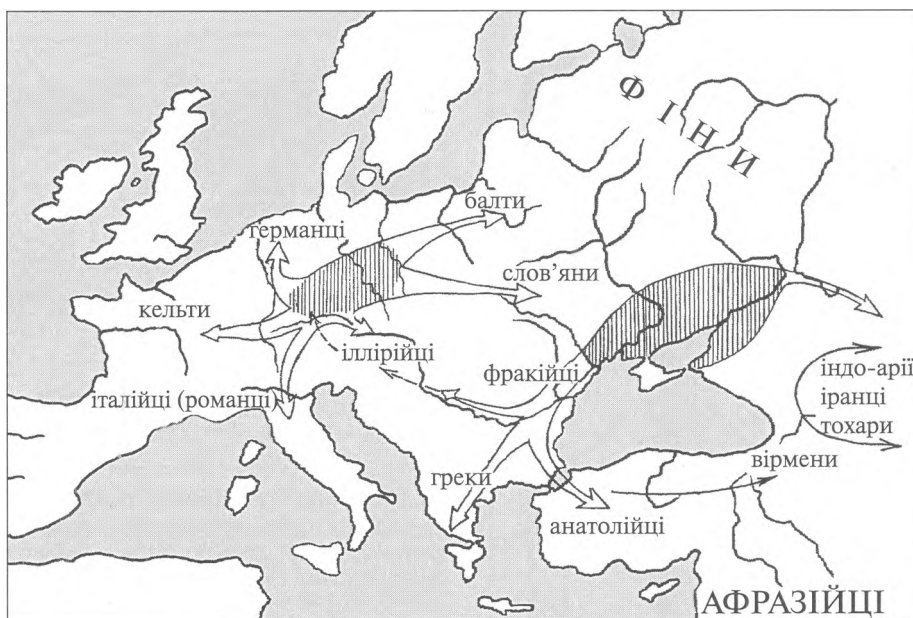 ФІНИ
балти
германці
слов’яни
кельти
іллірійці
фракійці
індо-арії
іранці
тохари
італійці (романці)
вірмени
греки
анатолійці
АФРАЗІЙЦІ